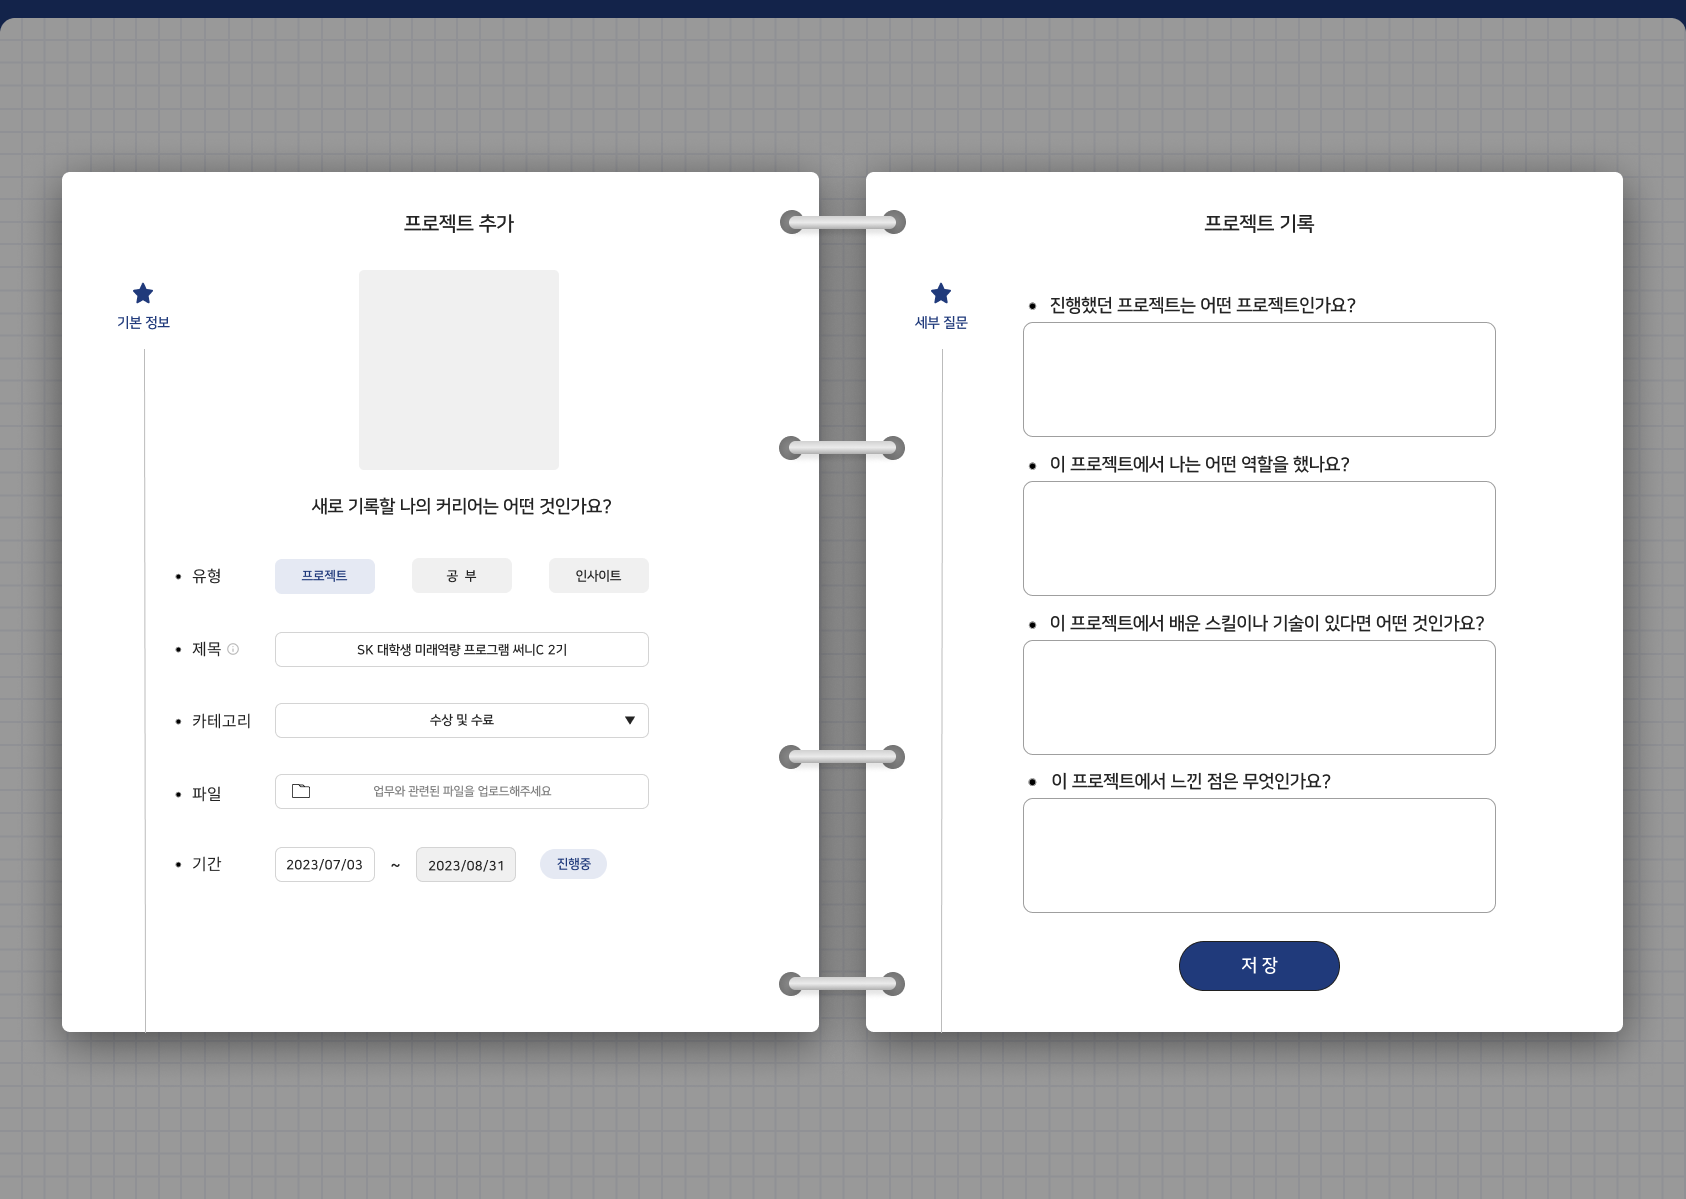 프로젝트 추가
기본 정보
새로 기록할 나의 커리어는 어떤 것인가요?
유형
프로젝트
공 부
인사이트
제목
SK 대학생 미래역량 프로그램 써니C 2기
카테고리
수상 및 수료
파일
업무와 관련된 파일을 업로드해주세요
기간
2023/07/03 ~ 2023/08/31
진행중
프로젝트 기록
세부 질문
진행했던 프로젝트는 어떤 프로젝트인가요?
이 프로젝트에서 나는 어떤 역할을 했나요?
이 프로젝트에서 배운 스킬이나 기술이 있다면 어떤 것인가요?
이 프로젝트에서 느낀 점은 무엇인가요?
저 장